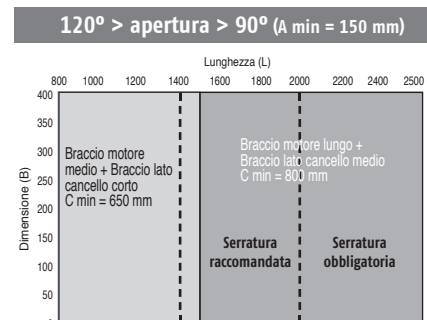 120º > apertura > 90º (A min = 150 mm)
Lunghezza (L)
800 1000 1200 1400 1600 1800 2000 2200 2400 2500
Dimensione (B)
400
350
300
250
200
150
100
50
Braccio motore
medio + Braccio lato
cancello corto
C min = 650 mm
Braccio motore lungo +
Braccio lato cancello medio
C min = 800 mm
Serratura
raccomandata
Serratura
obbligatoria